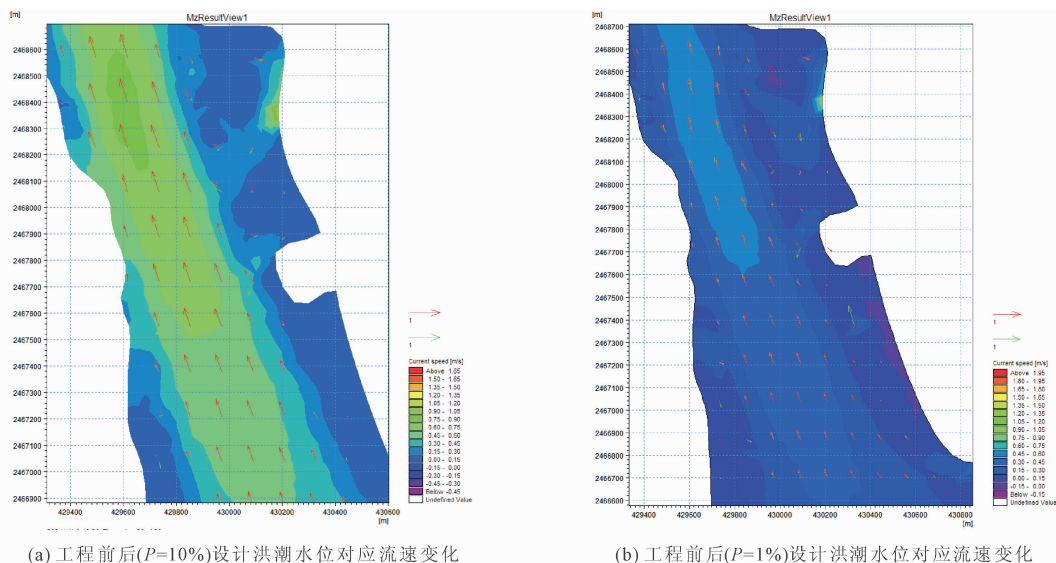 [m]
MzResultView1
2468600
2468500
2468400
2468300
2468200
2468100
2468000
2467900
2467800
2467700
2467600
2467500
2467400
2467300
2467200
2467100
2467000
2466900
429400
429600
429800
430000
430200
430400
430600
[m]
1
1
Current speed [m/s]
Above 1.65
1.50 - 1.65
1.35 - 1.50
1.20 - 1.35
1.05 - 1.20
0.90 - 1.05
0.75 - 0.90
0.60 - 0.75
0.45 - 0.60
0.30 - 0.45
0.15 - 0.30
0.00 - 0.15
-0.15 - 0.00
-0.30 - -0.15
-0.45 - -0.30
Below -0.45
Undefined Value
(a) 工程前后(P=10%)设计洪潮水位对应流速变化
[m]
MzResultView1
2468700
2468600
2468500
2468400
2468300
2468200
2468100
2468000
2467900
2467800
2467700
2467600
2467500
2467400
2467300
2467200
2467100
2467000
2466900
2466800
2466700
2466600
429400
429600
429800
430000
430200
430400
430600
430800
[m]
1
1
Current speed [m/s]
Above 1.95
1.80 - 1.95
1.65 - 1.80
1.50 - 1.65
1.35 - 1.50
1.20 - 1.35
1.05 - 1.20
0.90 - 1.05
0.75 - 0.90
0.60 - 0.75
0.45 - 0.60
0.30 - 0.45
0.15 - 0.30
0.00 - 0.15
-0.15 - 0.00
Below -0.15
Undefined Value
(b) 工程前后(P=1%)设计洪潮水位对应流速变化